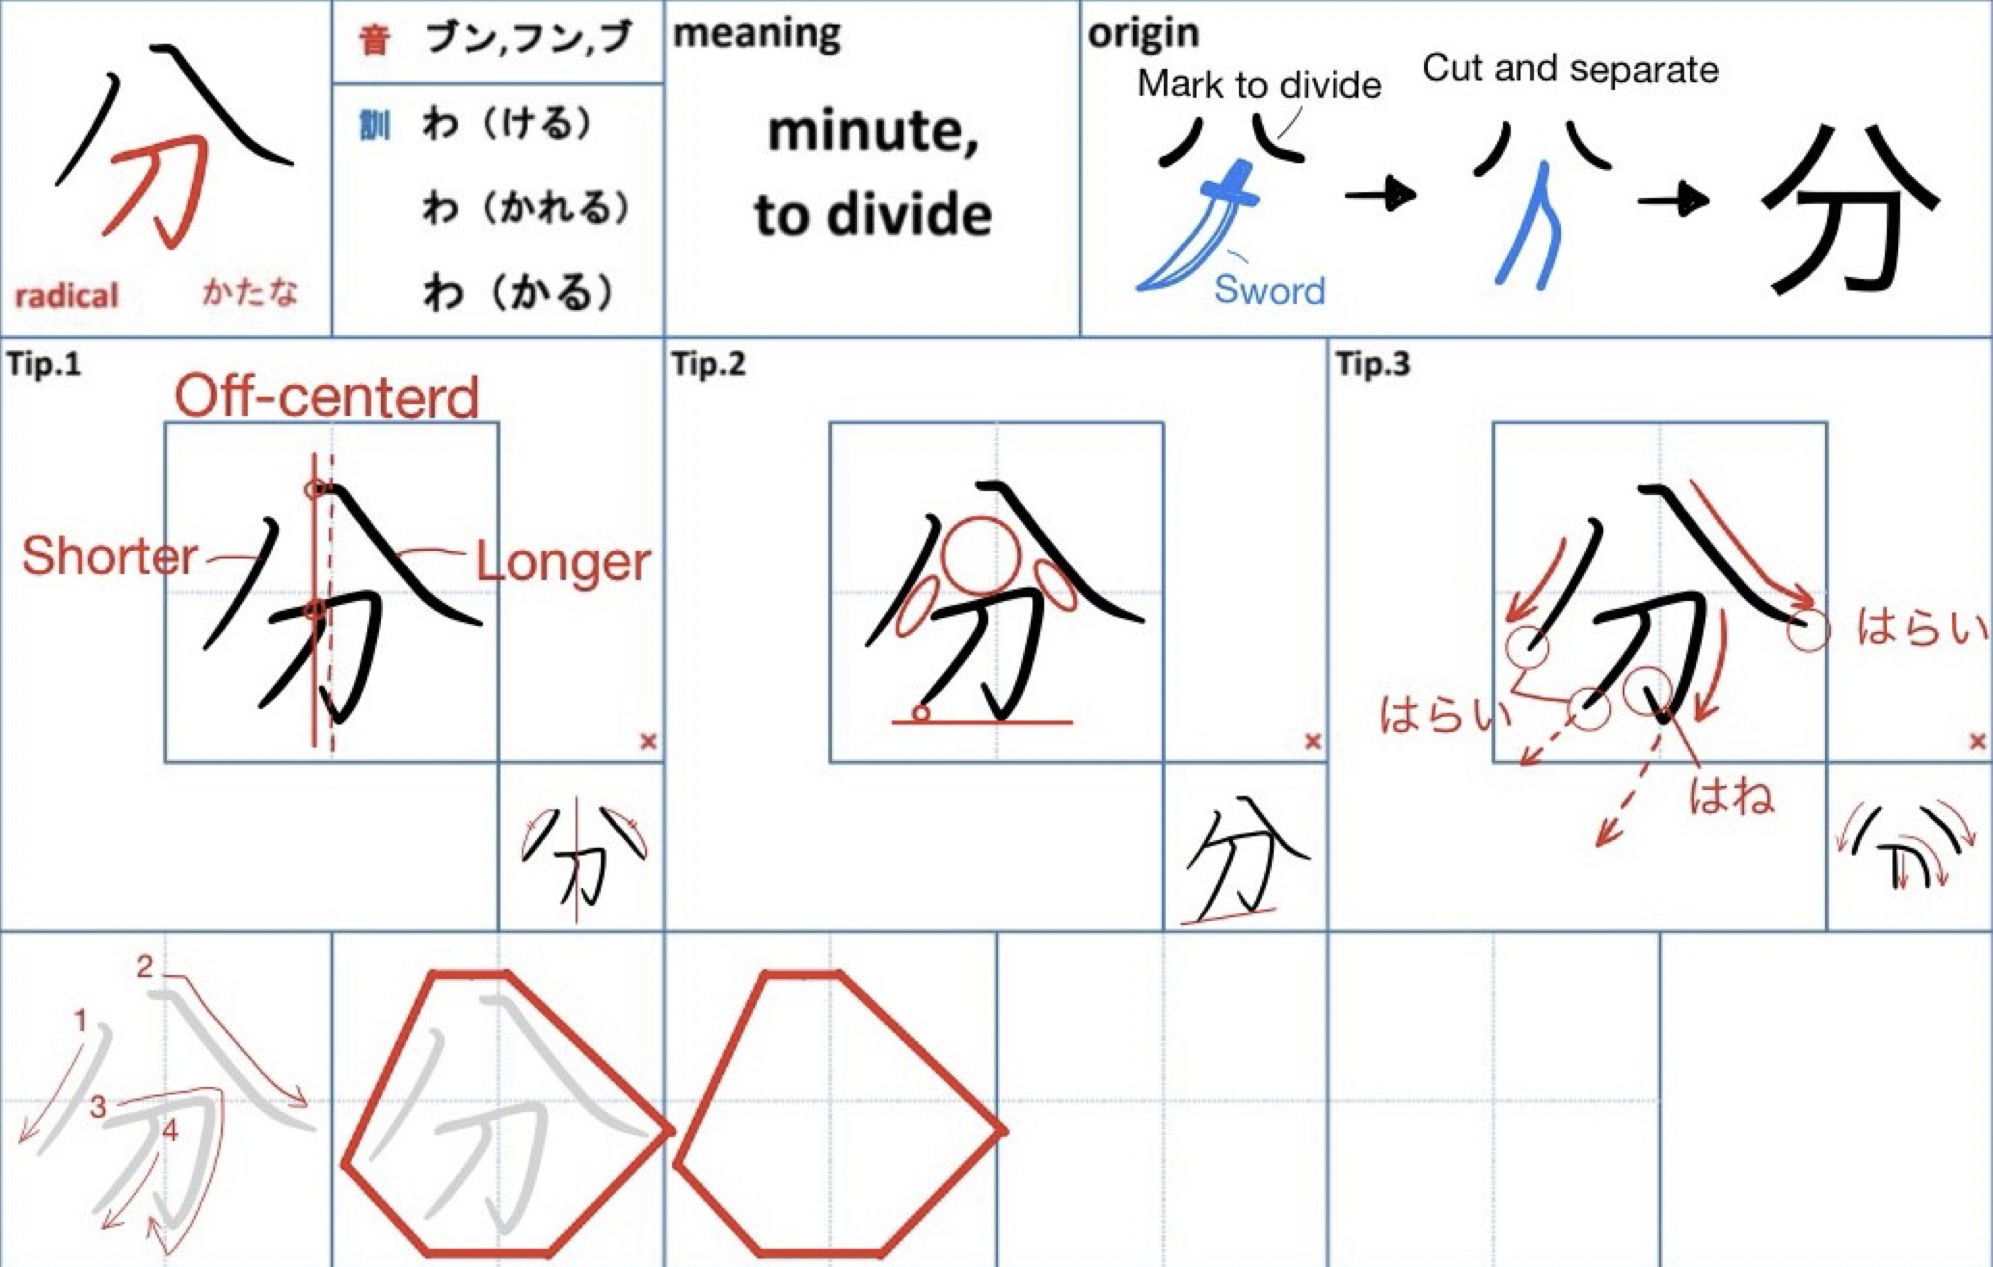 分
radical かたな
音 ブン,フン,ブ
訓 わ（ける）
わ（かれる）
わ（かる）
meaning
minute,
to divide
origin
Mark to divide
Cut and separate
Sword
分
Tip.1
Off-centerd
Shorter
Longer
分
×
分
Tip.2
分
×
分
Tip.3
分
はらい
はらい
はね
×
分
1
2
3
4
分
分